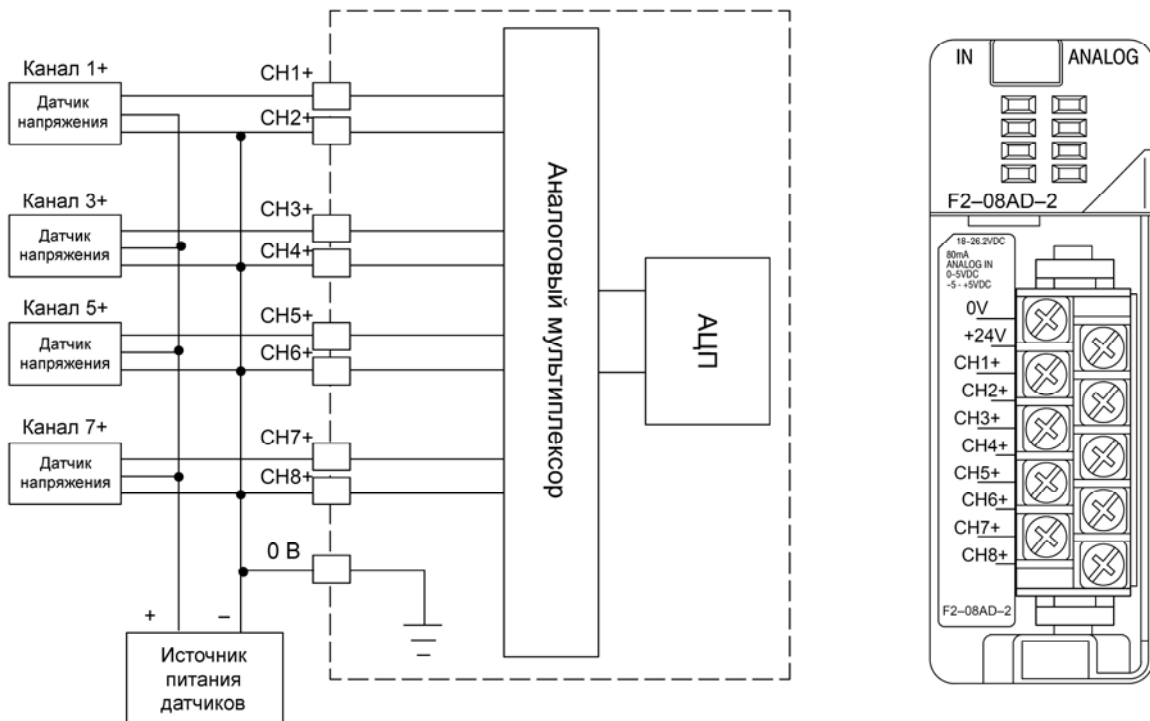 Канал 1+
Датчик
напряжения
CH1+
CH2+
Канал 3+
Датчик
напряжения
CH3+
CH4+
Канал 5+
Датчик
напряжения
CH5+
CH6+
Канал 7+
Датчик
напряжения
CH7+
CH8+
0 В
+
–
Источник
питания
датчиков
Аналоговый мультиплексор
АЦП
IN
ANALOG
F2–08AD–2
18–26.2VDC
80mA
ANALOG IN
0–5VDC
–5 - +5VDC
0V
+24V
CH1+
CH2+
CH3+
CH4+
CH5+
CH6+
CH7+
CH8+
F2–08AD–2